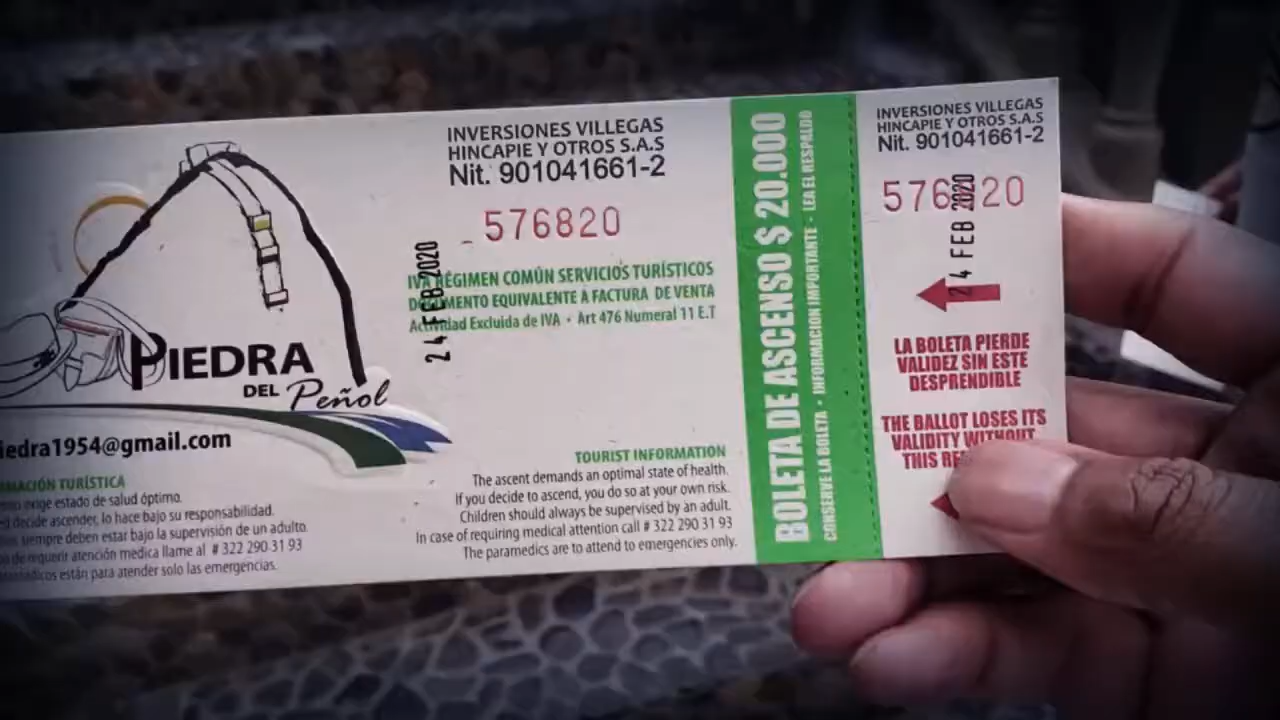 PIEDRA
DEL Peñol
iedra1954@gmail.com
TURÍSTICA
exige estado de salud óptimo.
decide ascender, lo hace bajo su responsabilidad.
siempre deben estar bajo la supervisión de un adulto.
de requerir atención medica llame al # 322 290 31 93
están para atender solo las emergencias.
INVERSIONES VILLEGAS
HINCAPIE Y OTROS S.A.S
Nit. 901041661-2
576820
24 FEB 2020
IVA RÉGIMEN COMÚN SERVICIOS TURÍSTICOS
DOCUMENTO EQUIVALENTE A FACTURA DE VENTA
Actividad Excluida de IVA • Art 476 Numeral 11 E.T
TOURIST INFORMATION
The ascent demands an optimal state of health.
If you decide to ascend, you do so at your own risk.
Children should always be supervised by an adult.
In case of requiring medical attention call # 322 290 31 93
The paramedics are to attend to emergencies only.
BOLETA DE ASCENSO $ 20.000
CONSERVE LA BOLETA • INFORMACION IMPORTANTE - LEA EL RESPALDO
INVERSIONES VILLEGAS
HINCAPIE Y OTROS S.A.S
Nit. 901041661-2
576820
24 FEB 2020
LA BOLETA PIERDE
VALIDEZ SIN ESTE
DESPRENDIBLE
THE BALLOT LOSES ITS
VALIDITY WITHOUT
THIS